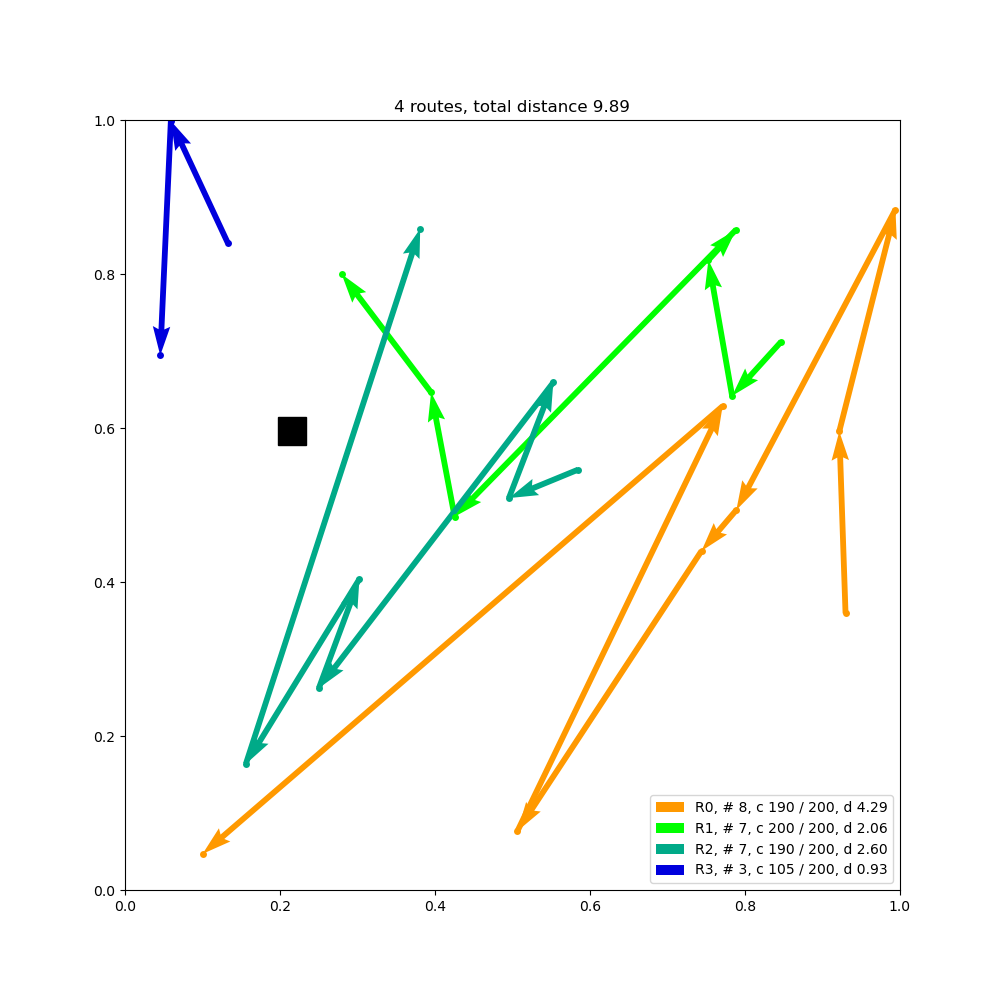 4 routes, total distance 9.89
1.0
0.8
0.6
0.4
0.2
0.0
0.0 0.2 0.4 0.6 0.8 1.0
R0, # 8, c 190 / 200, d 4.29
R1, # 7, c 200 / 200, d 2.06
R2, # 7, c 190 / 200, d 2.60
R3, # 3, c 105 / 200, d 0.93